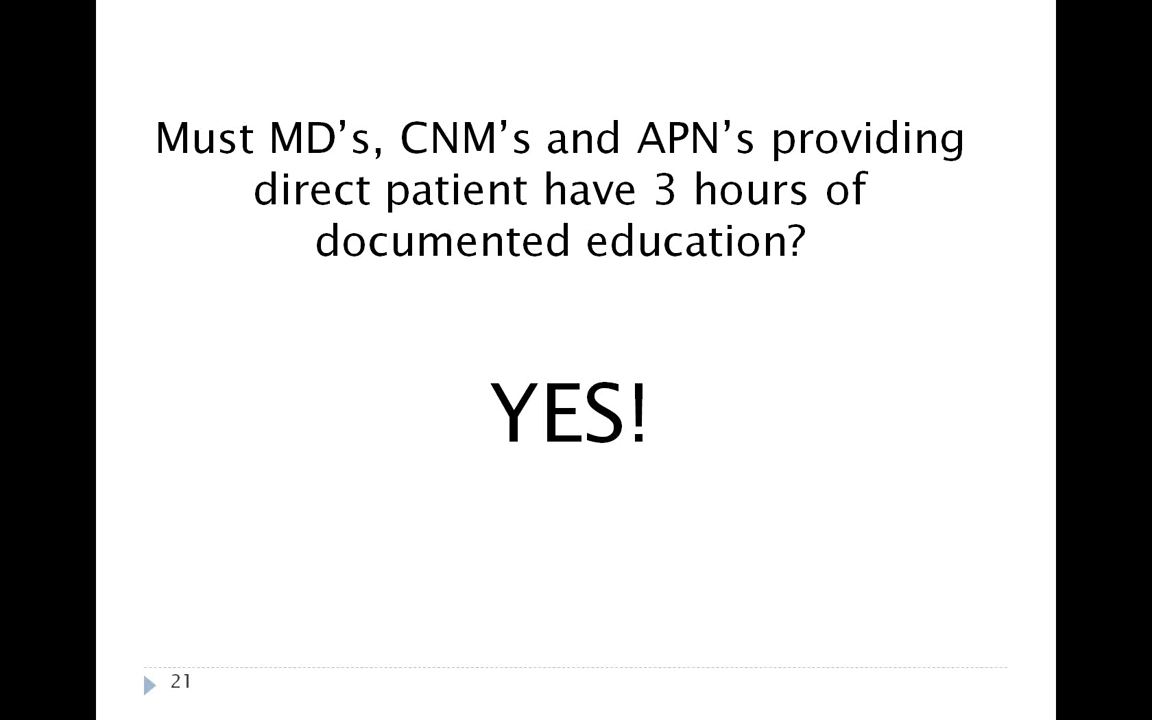 Must MD’s, CNM’s and APN’s providing
direct patient have 3 hours of
documented education?
YES!
21